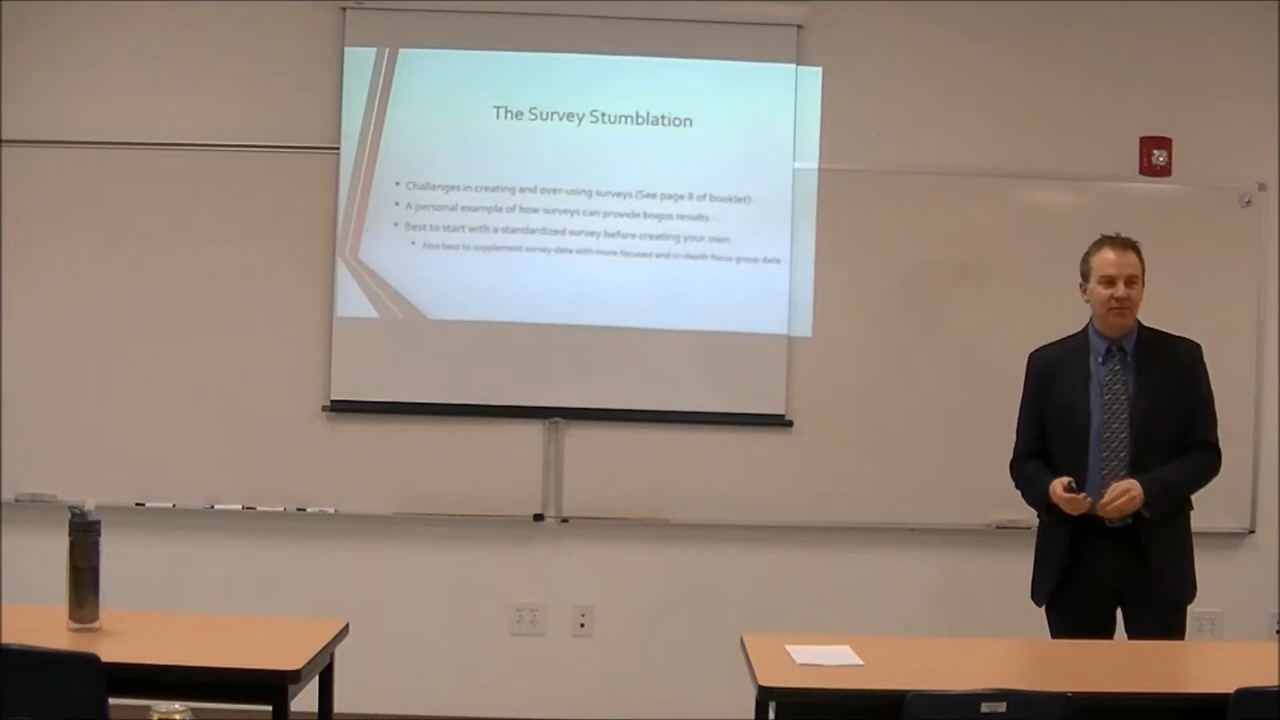 The Survey Stumblation
Challenges in creating and over-using surveys (See page 8 of booklet)
A personal example of how surveys can provide bogus results
Best to start with a standardized survey before creating your own
Also best to supplement survey data with more focused and in-depth focus group data